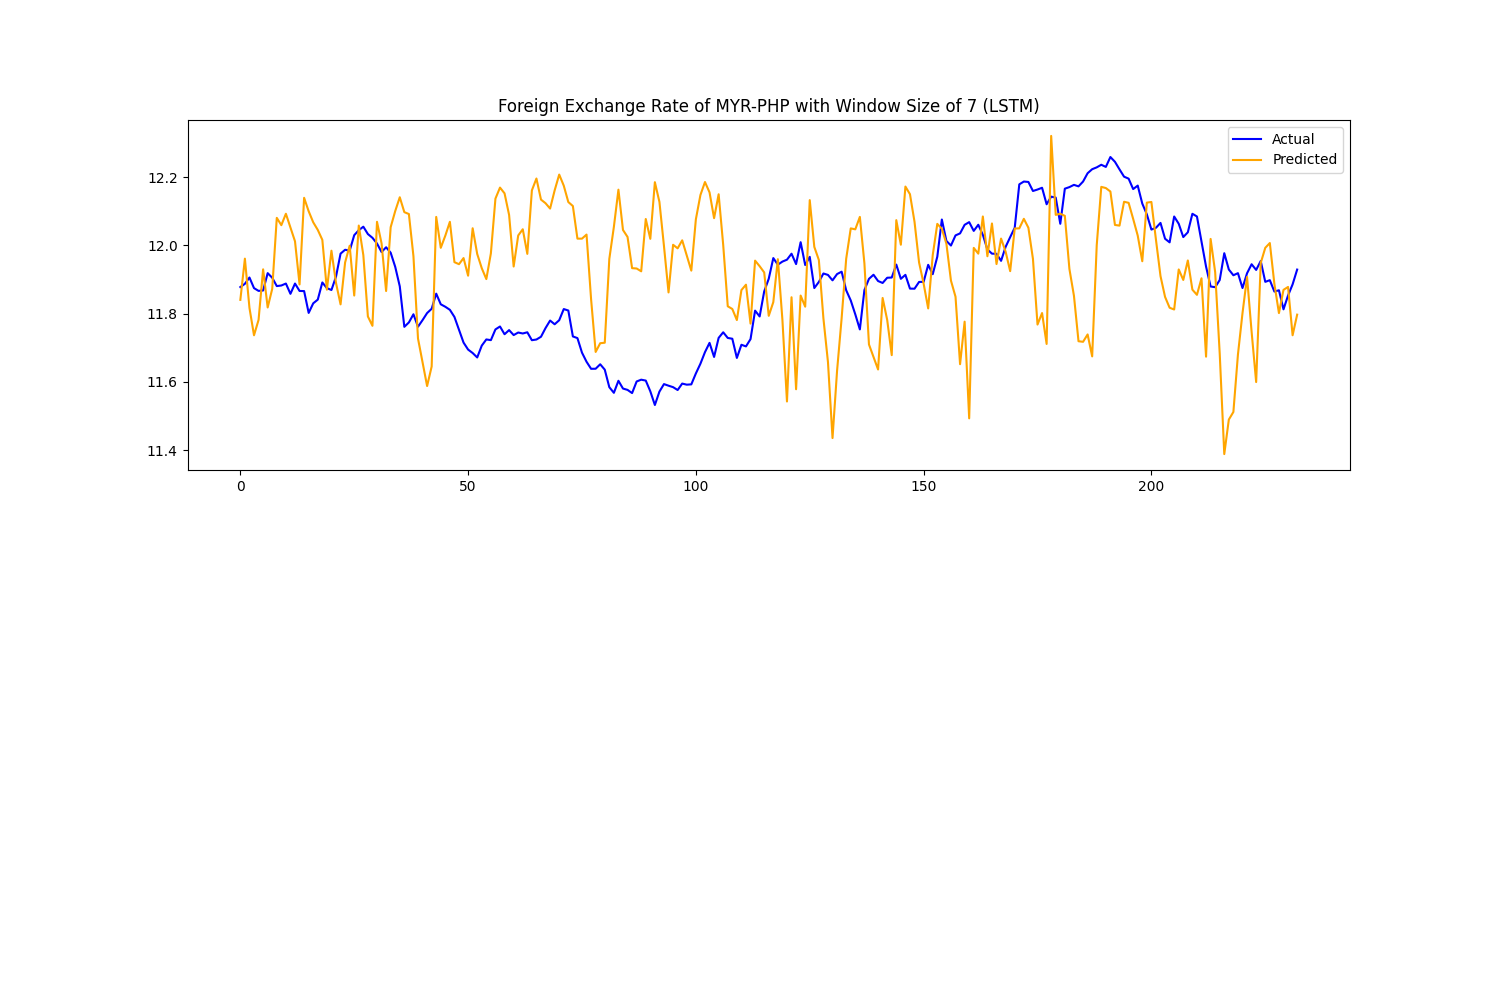 Foreign Exchange Rate of MYR-PHP with Window Size of 7 (LSTM)
Actual
Predicted
12.2
12.0
11.8
11.6
11.4
0 50 100 150 200